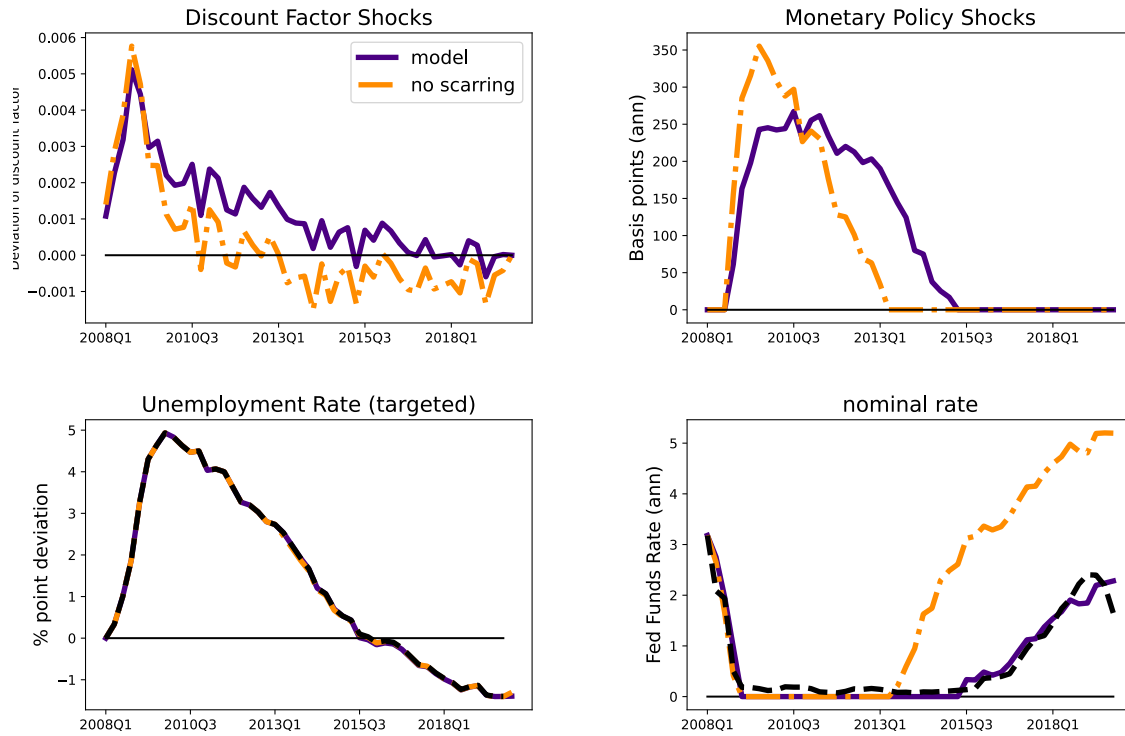 Discount Factor Shocks
Deviation of discount factor
0.006
0.005
0.004
0.003
0.002
0.001
0.000
−0.001
model
no scarring
2008Q1
2010Q3
2013Q1
2015Q3
2018Q1
Monetary Policy Shocks
Basis points (ann)
350
300
250
200
150
100
50
0
2008Q1
2010Q3
2013Q1
2015Q3
2018Q1
Unemployment Rate (targeted)
% point deviation
5
4
3
2
1
0
−1
2008Q1
2010Q3
2013Q1
2015Q3
2018Q1
nominal rate
Fed Funds Rate (ann)
5
4
3
2
1
0
2008Q1
2010Q3
2013Q1
2015Q3
2018Q1